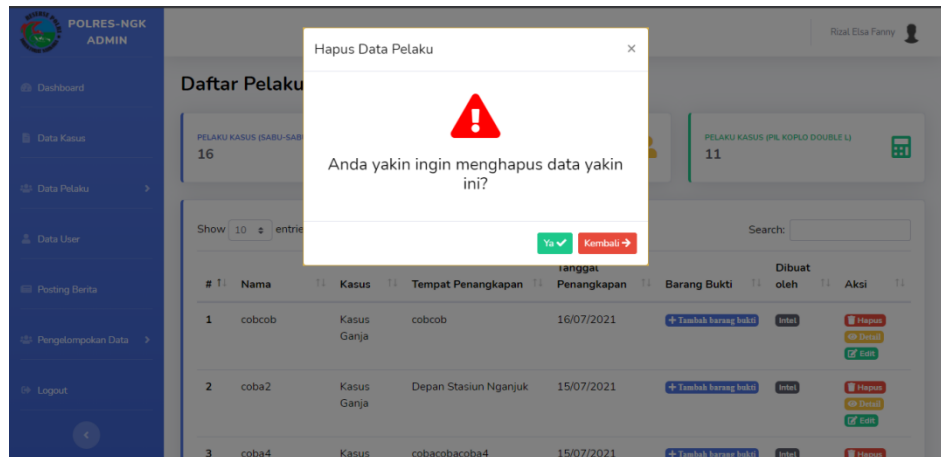 POLRES-NGK
ADMIN
Rizal Elsa Fanny
Dashboard
Data Kasus
Data Pelaku
Data User
Posting Berita
Pengelompokan Data
Logout
Daftar Pelaku
PELAKU KASUS (SABU-SAB
16
PELAKU KASUS (PIL KOPLO DOUBLE L)
11
Hapus Data Pelaku ×
Anda yakin ingin menghapus data yakin
ini?
Ya
Kembali
Show 10 entrie
Search:
# Nama Kasus Tempat Penangkapan Tanggal Penangkapan Barang Bukti Dibuat oleh Aksi
1 cobcob Kasus Ganja cobcob 16/07/2021 + Tambah barang bukti Intel Hapus
Detail
Edit
2 coba2 Kasus Ganja Depan Stasiun Nganjuk 15/07/2021 + Tambah barang bukti Intel Hapus
Detail
Edit
3 coba4 Kasus cobacobacoba4 15/07/2021 + Tambah barang bukti Intel Hapus